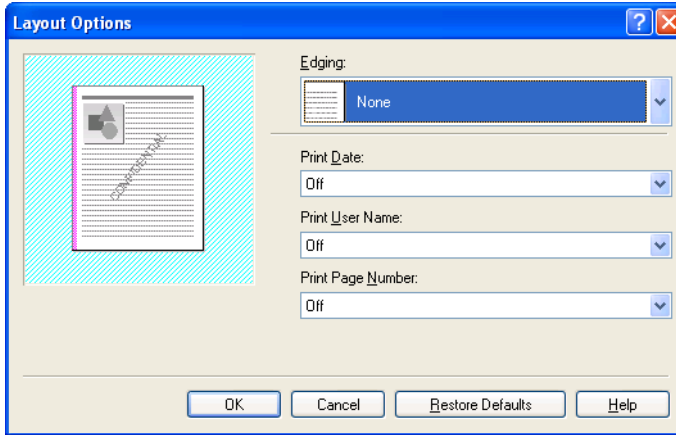 Layout Options
CONFIDENTIAL
Edging:
None
Print Date:
Off
Print User Name:
Off
Print Page Number:
Off
OK Cancel Restore Defaults Help